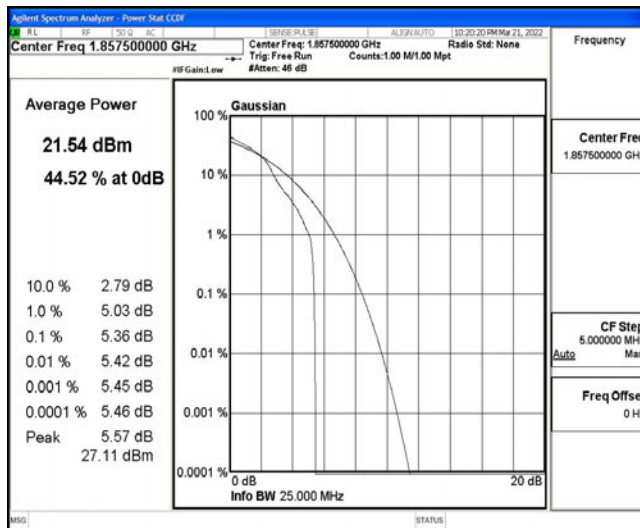 Agilent Spectrum Analyzer - Power Stat CCDF
RL RF 50 Ω AC SENSE:PULSE ALIGN AUTO 10:20:20 PM Mar 21, 2022
Center Freq 1.857500000 GHz
Center Freq: 1.857500000 GHz Radio Std: None
Trig: Free Run Counts:1.00 M/1.00 Mpt
#IFGain:Low #Atten: 46 dB
Frequency
Average Power
21.54 dBm
44.52 % at 0dB
10.0 % 2.79 dB
1.0 % 5.03 dB
0.1 % 5.36 dB
0.01 % 5.42 dB
0.001 % 5.45 dB
0.0001 % 5.46 dB
Peak 5.57 dB
27.11 dBm
Gaussian
100 %
10 %
1 %
0.1 %
0.01 %
0.001 %
0.0001 %
0 dB 20 dB
Info BW 25.000 MHz
Center Freq
1.857500000 GHz
CF Step
5.000000 MHz
Auto Man
Freq Offse
0 H
MSG STATUS